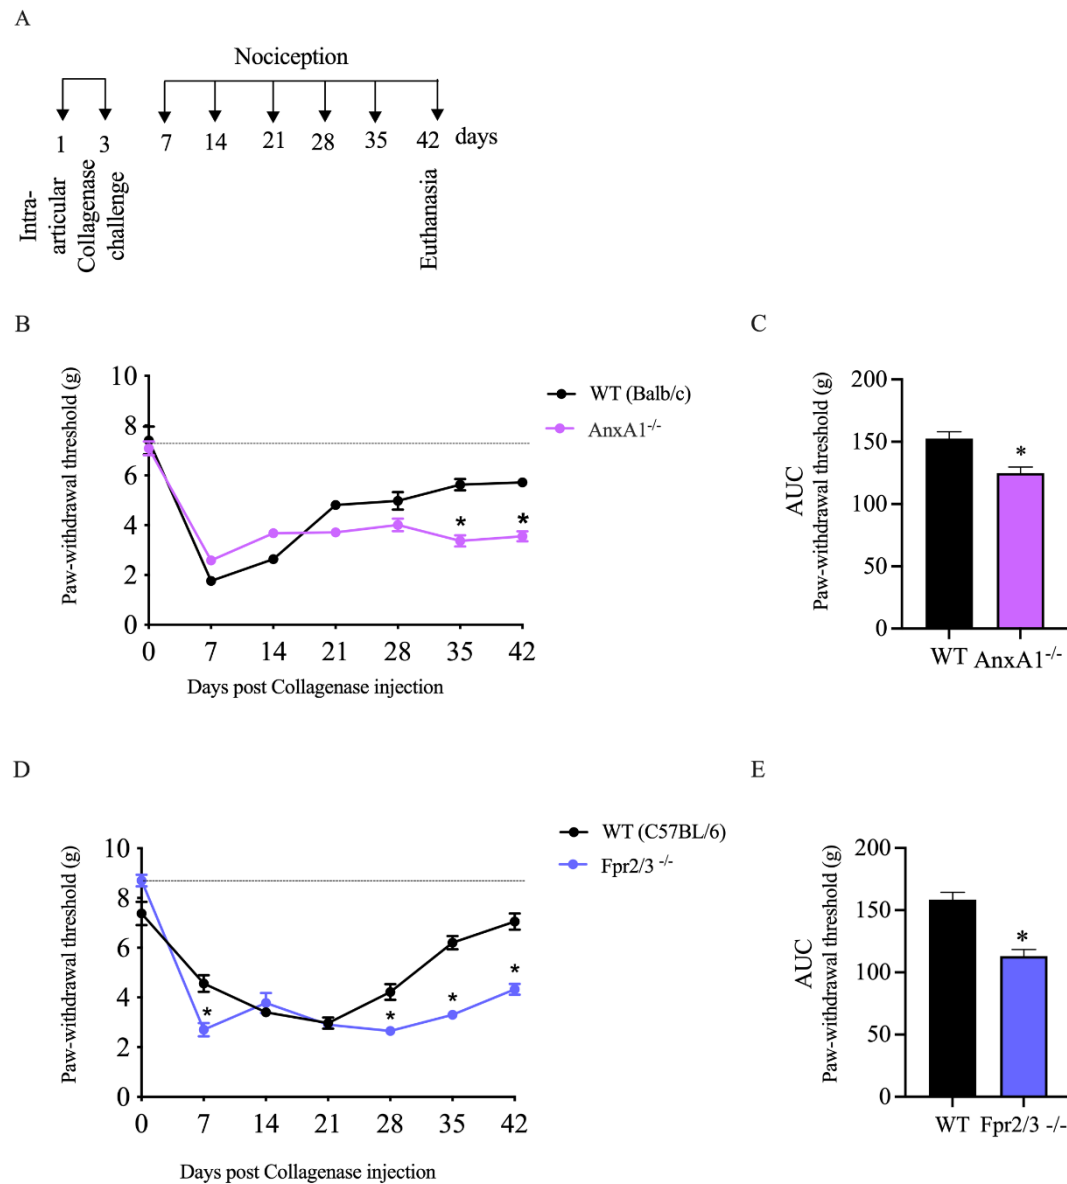 A
Nociception
1 3 7 14 21 28 35 42 days
Intra-
articular
Collagenase
challenge
Euthanasia
B
Paw-withdrawal threshold (g)
10
8
6
4
2
0
* *
0 7 14 21 28 35 42
Days post Collagenase injection
WT (Balb/c)
AnxA1-/-
C
AUC
Paw-withdrawal threshold (g)
200
150
100
50
0
*
WT AnxA1-/-
D
Paw-withdrawal threshold (g)
10
8
6
4
2
0
* * * *
0 7 14 21 28 35 42
Days post Collagenase injection
WT (C57BL/6)
Fpr2/3 -/-
E
AUC
Paw-withdrawal threshold (g)
200
150
100
50
0
*
WT Fpr2/3 -/-